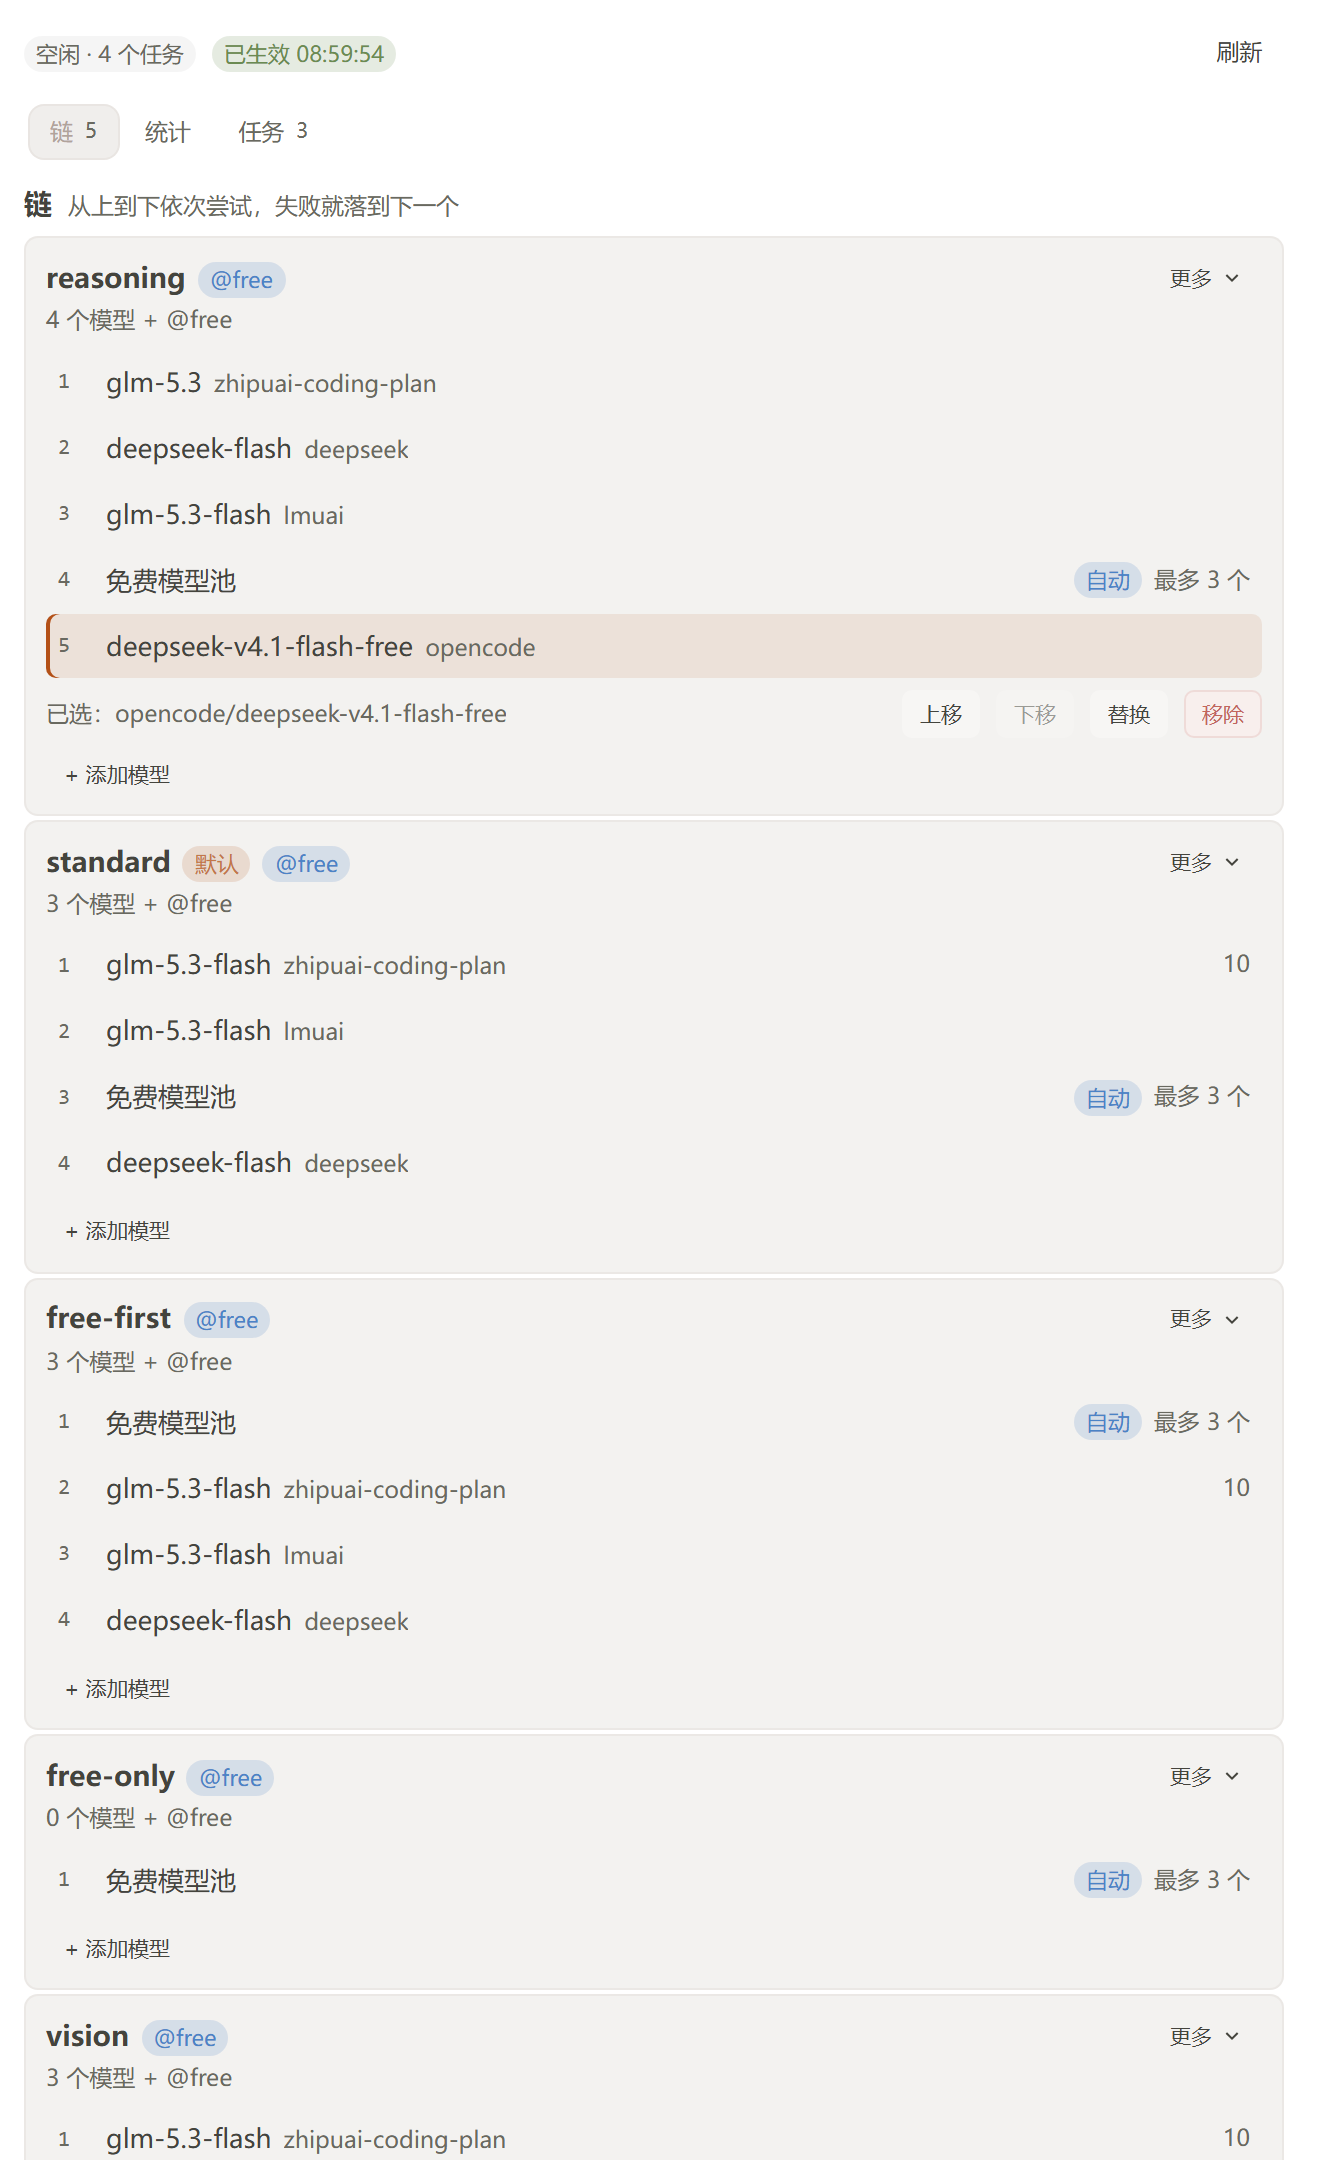 空闲 · 4 个任务 已生效 08:59:54 刷新
链 5 统计 任务 3
链 从上到下依次尝试，失败就落到下一个
reasoning @free 更多
4 个模型 + @free
1 glm-5.3 zhipuai-coding-plan
2 deepseek-flash deepseek
3 glm-5.3-flash lmuai
4 免费模型池 自动 最多 3 个
5 deepseek-v4.1-flash-free opencode
已选：opencode/deepseek-v4.1-flash-free 上移 下移 替换 移除
+ 添加模型
standard 默认 @free 更多
3 个模型 + @free
1 glm-5.3-flash zhipuai-coding-plan 10
2 glm-5.3-flash lmuai
3 免费模型池 自动 最多 3 个
4 deepseek-flash deepseek
+ 添加模型
free-first @free 更多
3 个模型 + @free
1 免费模型池 自动 最多 3 个
2 glm-5.3-flash zhipuai-coding-plan 10
3 glm-5.3-flash lmuai
4 deepseek-flash deepseek
+ 添加模型
free-only @free 更多
0 个模型 + @free
1 免费模型池 自动 最多 3 个
+ 添加模型
vision @free 更多
3 个模型 + @free
1 glm-5.3-flash zhipuai-coding-plan 10